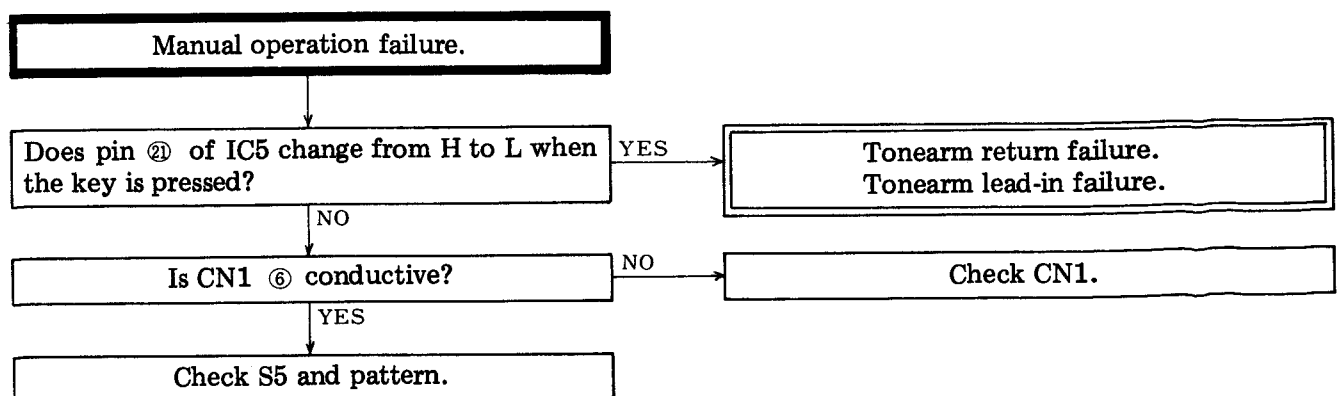 Manual operation failure.
Does pin ㉑ of IC5 change from H to L when
the key is pressed?
YES
Tonearm return failure.
Tonearm lead-in failure.
NO
Is CN1 ⑥ conductive?
NO
Check CN1.
YES
Check S5 and pattern.